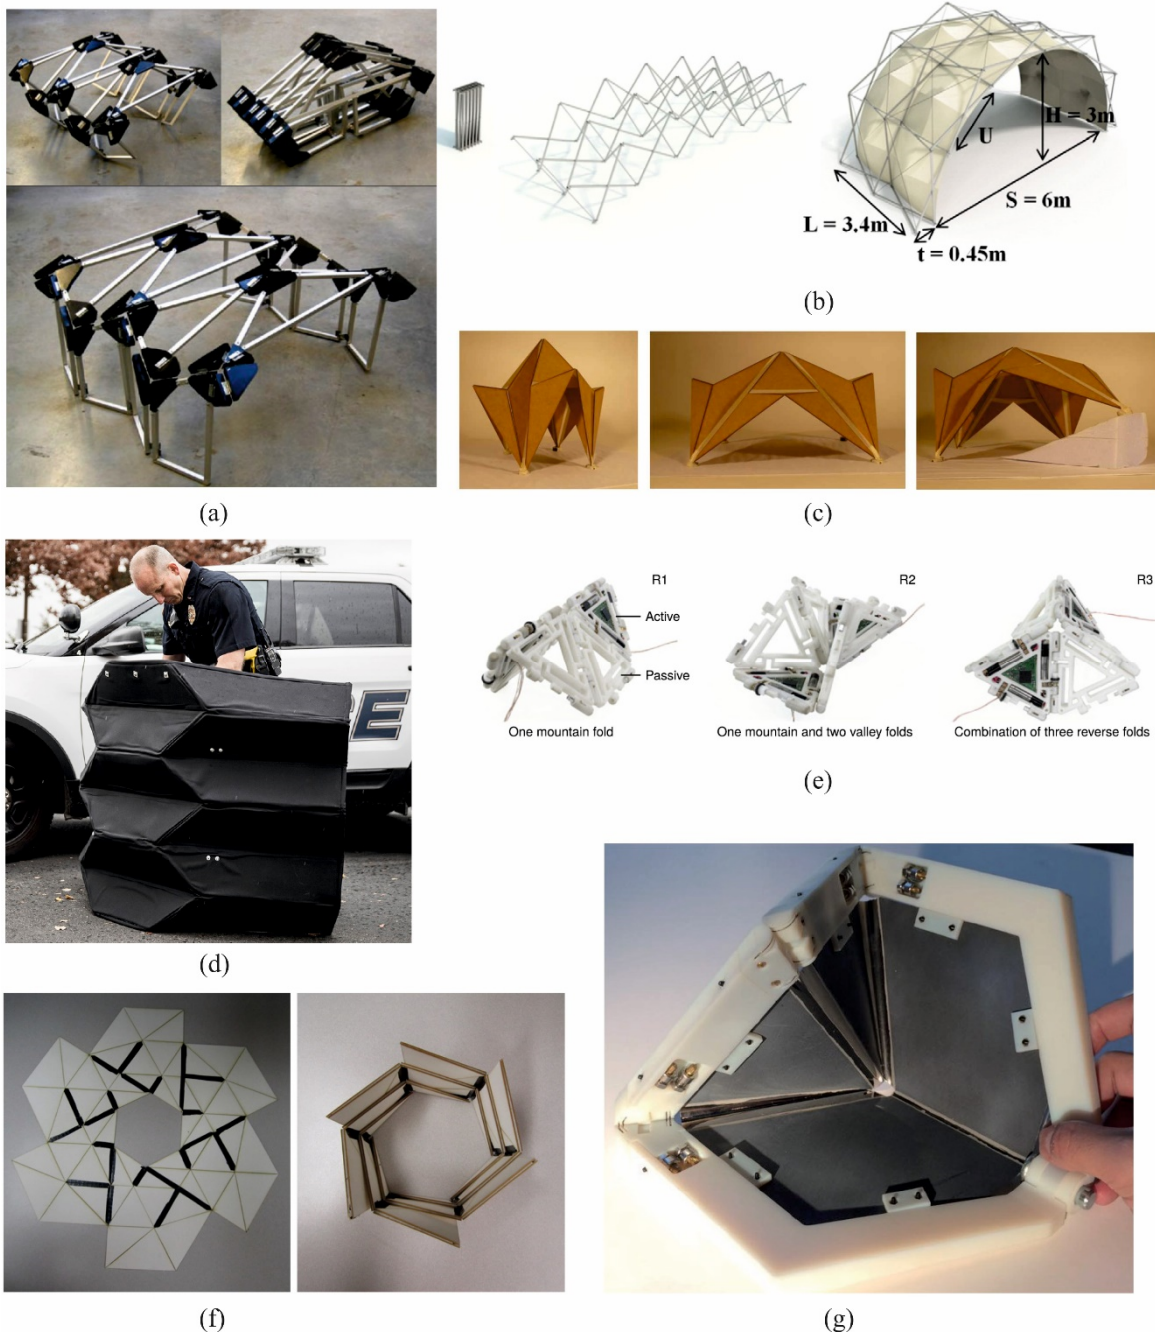 H = 3m
U
S = 6m
L = 3.4m
t = 0.45m
(b)
(a)
(c)
R1
R2
R3
Active
Passive
One mountain fold
One mountain and two valley folds
Combination of three reverse folds
(e)
CE
(d)
(f)
(g)